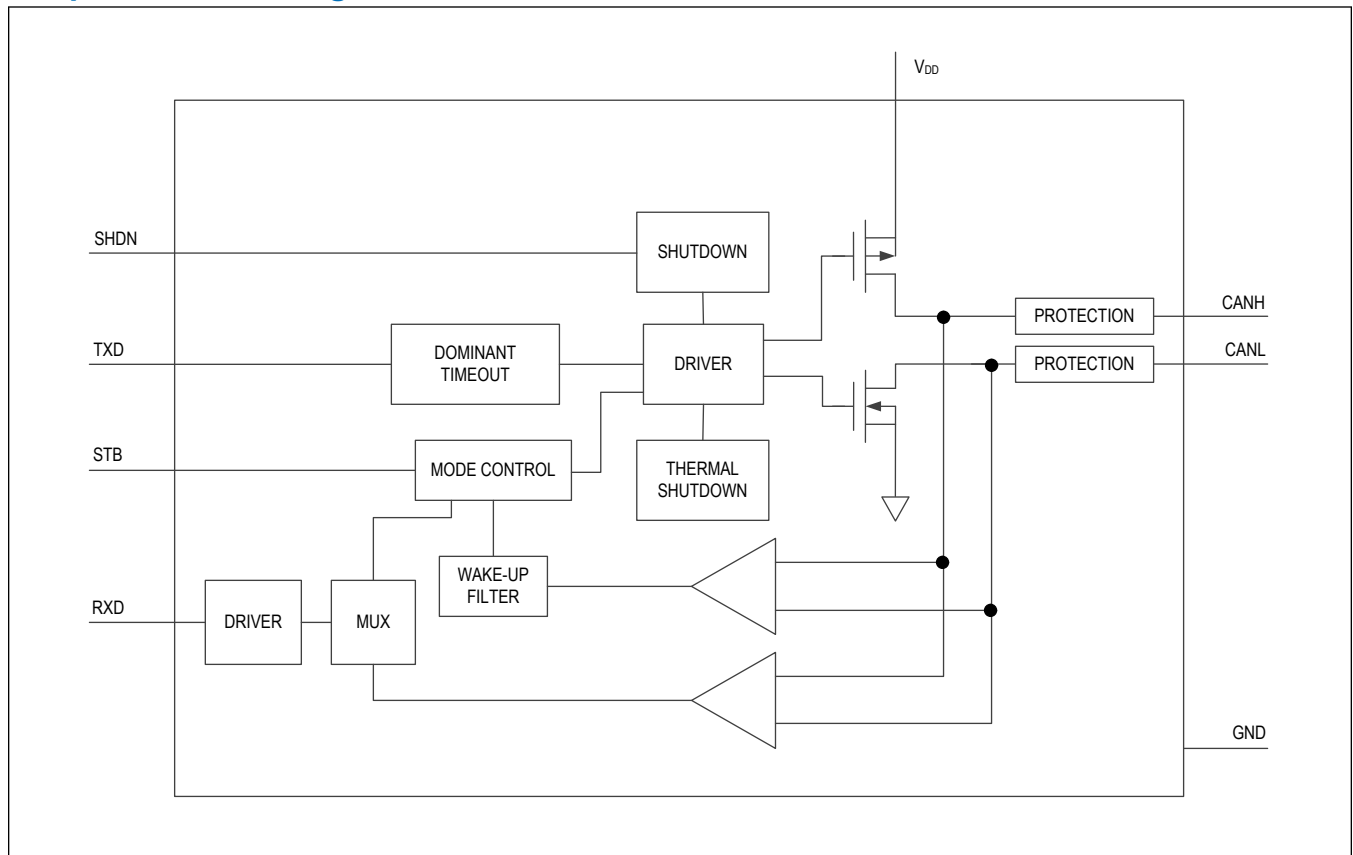 VDD
SHDN
SHUTDOWN
CANH
PROTECTION
TXD
DOMINANT
TIMEOUT
DRIVER
PROTECTION
CANL
STB
MODE CONTROL
THERMAL
SHUTDOWN
WAKE-UP
FILTER
RXD
DRIVER
MUX
GND